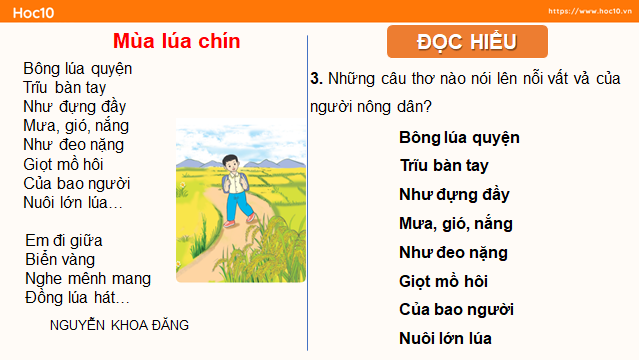 Hoc10
https://www.hoc10.vn
Mùa lúa chín
Bông lúa quyện
Trĩu bàn tay
Như đựng đầy
Mưa, gió, nắng
Như đeo nặng
Giọt mồ hôi
Của bao người
Nuôi lớn lúa…
Em đi giữa
Biển vàng
Nghe mênh mang
Đồng lúa hát…
NGUYỄN KHOA ĐĂNG
ĐỌC HIỂU
3. Những câu thơ nào nói lên nỗi vất vả của
người nông dân?
Bông lúa quyện
Trĩu bàn tay
Như đựng đầy
Mưa, gió, nắng
Như đeo nặng
Giọt mồ hôi
Của bao người
Nuôi lớn lúa